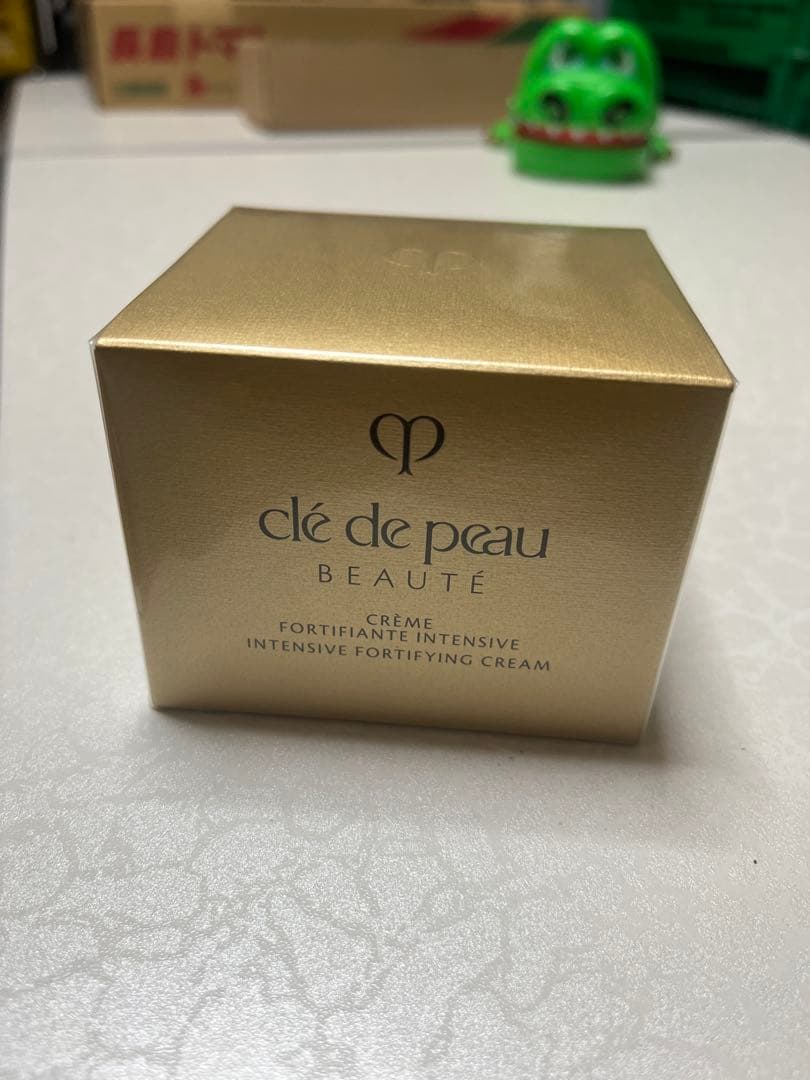 clé de peau
BEAUTÉ
CRÈME
FORTIFIANTE INTENSIVE
INTENSIVE FORTIFYING CREAM